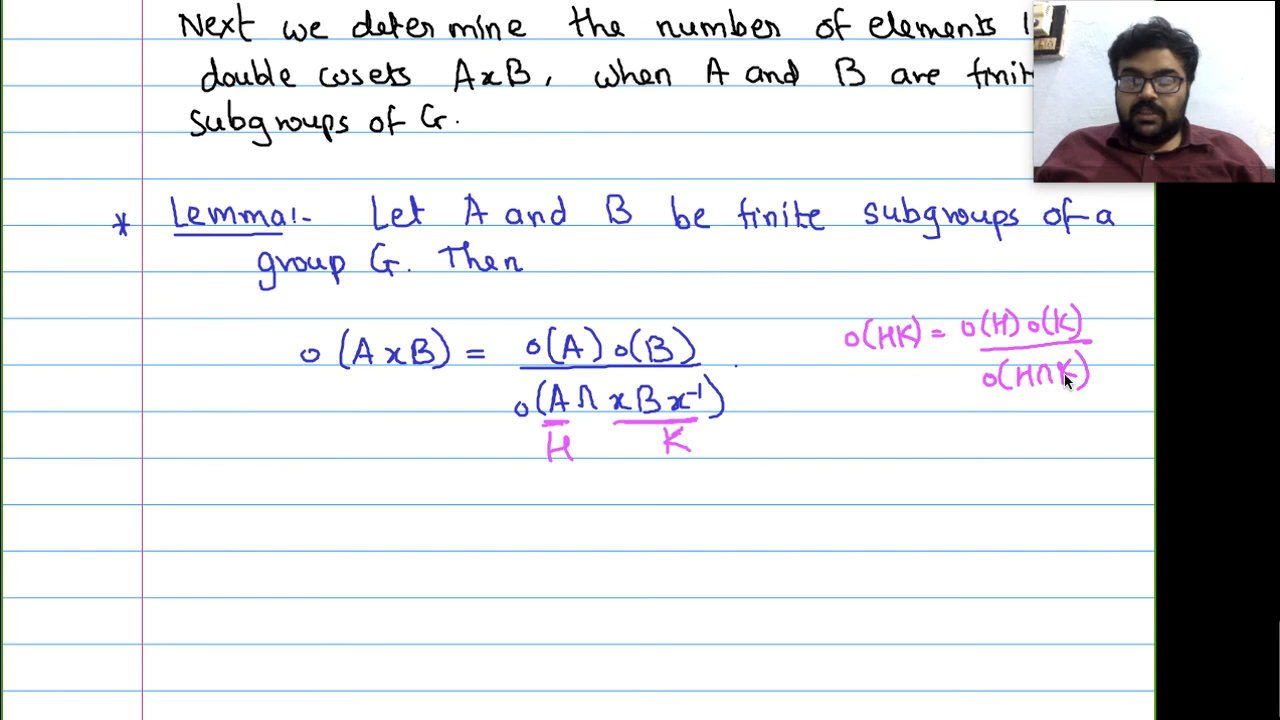 Next we determine the number of elements
double cosets AxB, when A and B are
subgroups of G.
* Lemma:- Let A and B be finite subgroups of a
group G. Then
o(AxB) = o(A) o(B) / o(A ∩ xBx⁻¹).
H K
o(HK) = o(H) o(K) / o(H∩K)